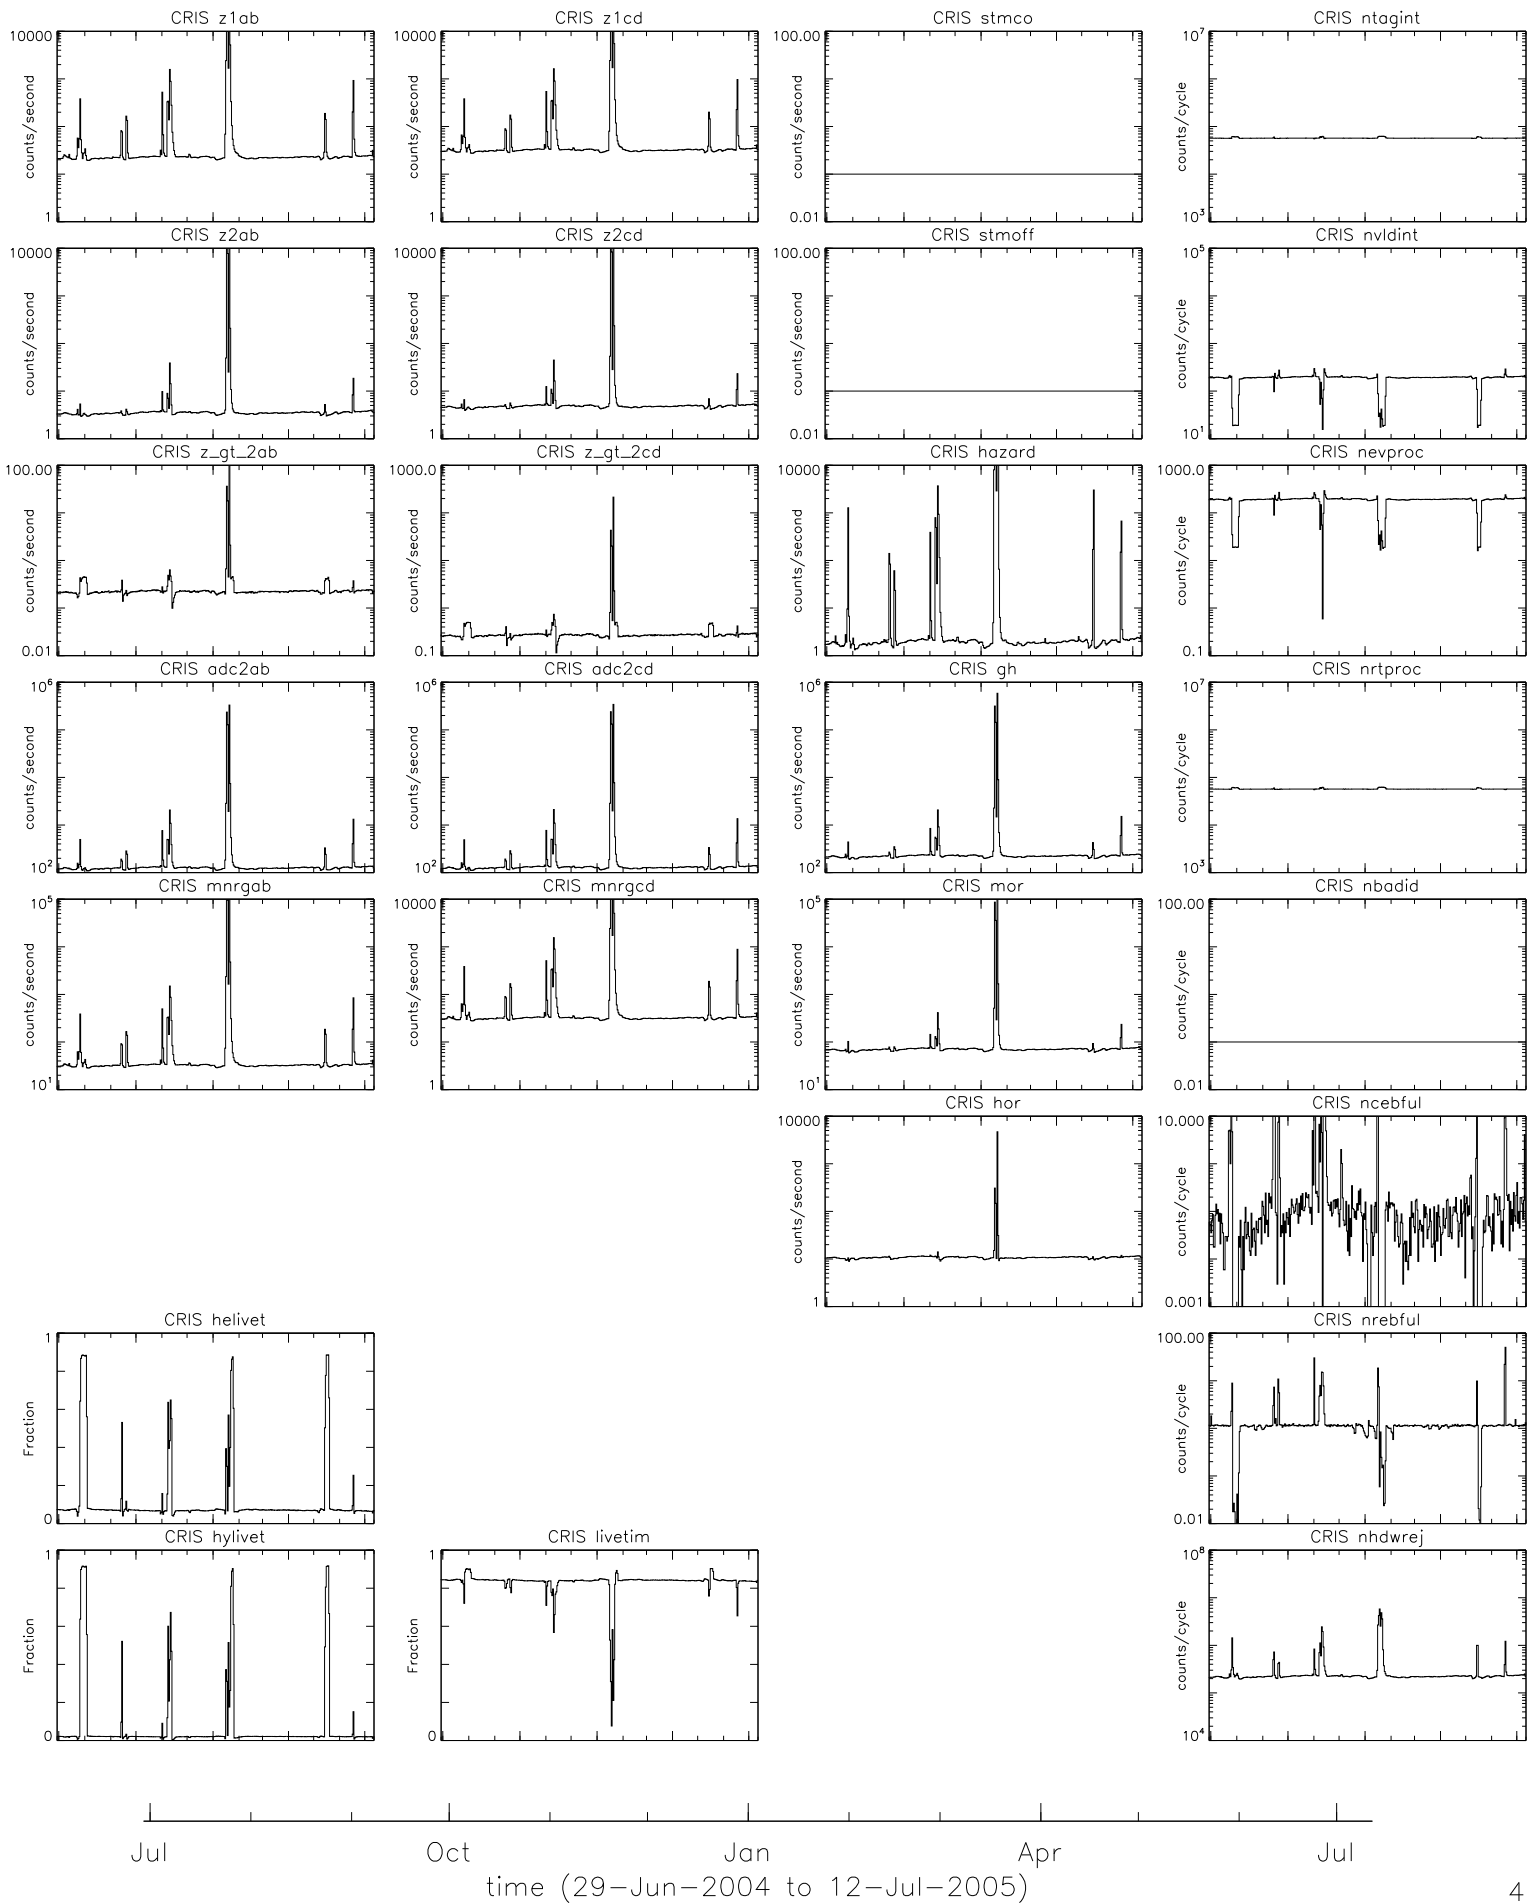 CRIS z1ab
10000
counts/second
1
CRIS z1cd
10000
counts/second
1
CRIS stmco
100.00
counts/second
0.01
CRIS ntagint
10^7
counts/cycle
10^3
CRIS z2ab
10000
counts/second
1
CRIS z2cd
10000
counts/second
1
CRIS stmoff
100.00
counts/second
0.01
CRIS nvldint
10^5
counts/cycle
10^1
CRIS z_gt_2ab
100.00
counts/second
0.01
CRIS z_gt_2cd
1000.0
counts/second
0.1
CRIS hazard
10000
counts/second
1
CRIS nevproc
1000.0
counts/cycle
0.1
CRIS adc2ab
10^6
counts/second
10^2
CRIS adc2cd
10^6
counts/second
10^2
CRIS gh
10^6
counts/second
10^2
CRIS nrtproc
10^7
counts/cycle
10^3
CRIS mnrgab
10^5
counts/second
10^1
CRIS mnrgcd
10000
counts/second
1
CRIS mor
10^5
counts/second
10^1
CRIS nbadid
100.00
counts/cycle
0.01
CRIS hor
10000
counts/second
1
CRIS ncebful
10.000
counts/cycle
0.001
CRIS helivet
1
Fraction
0
CRIS nrebful
100.00
counts/cycle
0.01
CRIS hylivet
1
Fraction
0
CRIS livetim
1
Fraction
0
CRIS nhdwrej
10^8
counts/cycle
10^4
Jul Oct Jan Apr Jul
time (29-Jun-2004 to 12-Jul-2005)
4